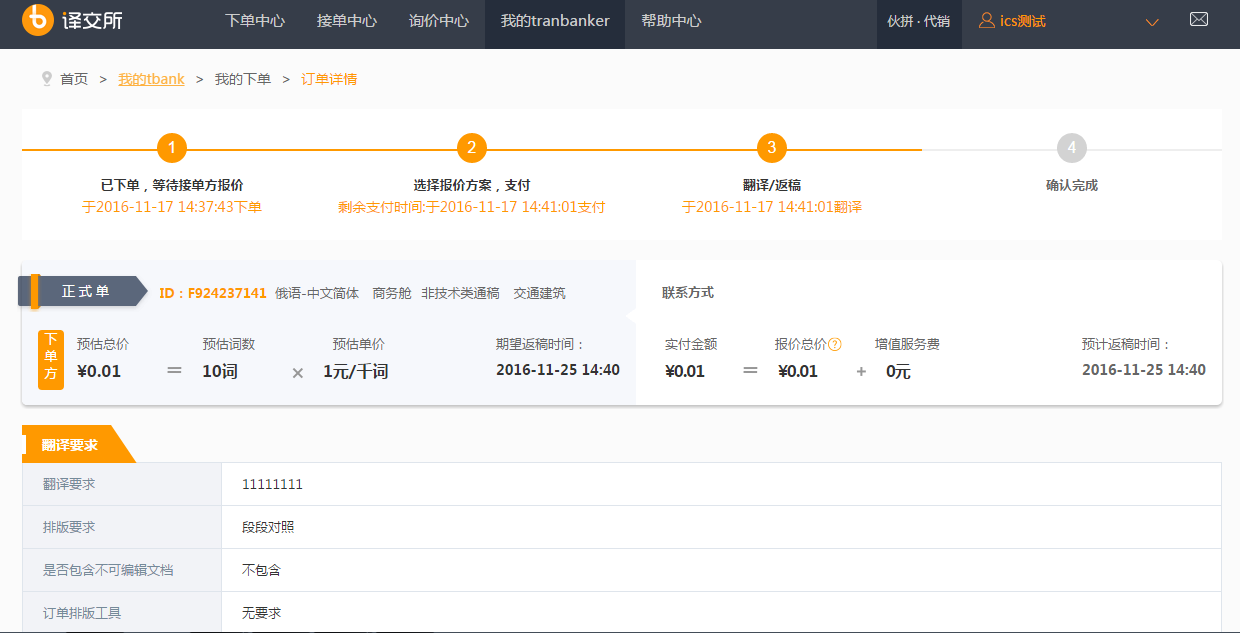 译交所 下单中心 接单中心 询价中心 我的tranbanker 帮助中心 伙拼·代销 ics测试
首页 > 我的tbank > 我的下单 > 订单详情
1 2 3 4
已下单，等待接单方报价 选择报价方案，支付 翻译/返稿 确认完成
于2016-11-17 14:37:43下单 剩余支付时间:于2016-11-17 14:41:01支付 于2016-11-17 14:41:01翻译
正式单 ID：F924237141 俄语-中文简体 商务舱 非技术类通稿 交通建筑 联系方式
下单方 预估总价 预估词数 预估单价 期望返稿时间： 实付金额 报价总价? 增值服务费 预计返稿时间：
¥0.01 = 10词 × 1元/千词 2016-11-25 14:40 ¥0.01 = ¥0.01 + 0元 2016-11-25 14:40
翻译要求
翻译要求 11111111
排版要求 段段对照
是否包含不可编辑文档 不包含
订单排版工具 无要求